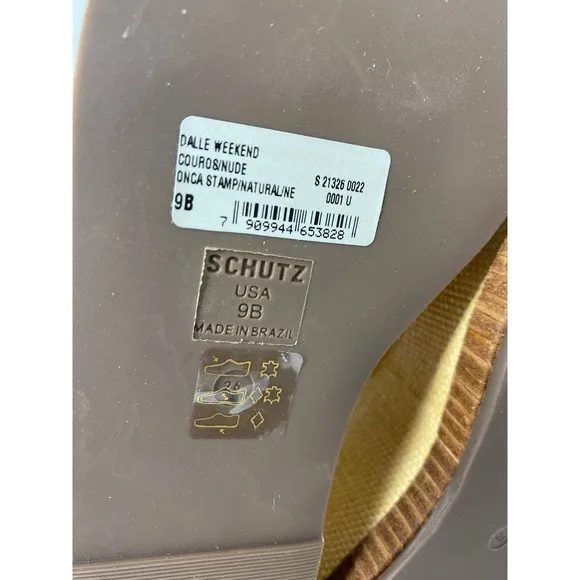 DALLE WEEKEND
COUROS/NUDE
ONCA STAMP/NATURAL/NE
S 21326 0022
0001 U
9B
7 909944 653828
SCHUTZ
USA
9B
MADE IN BRAZIL
26